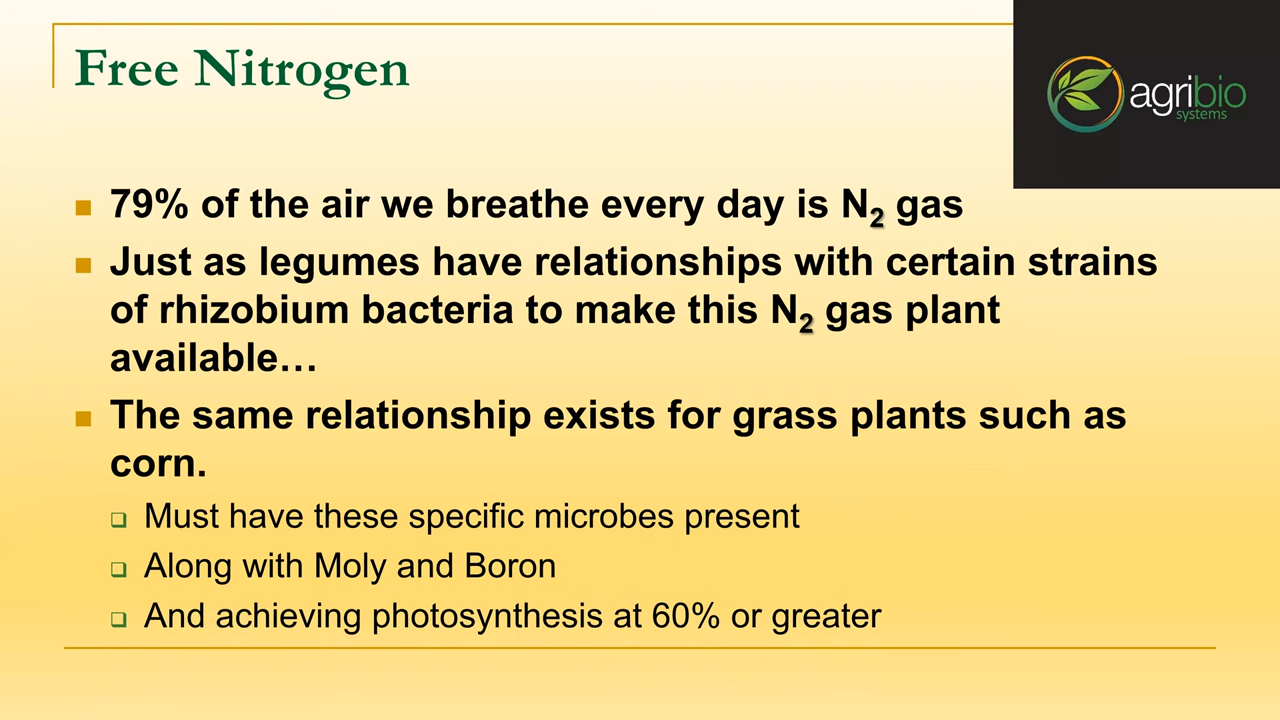 Free Nitrogen
agribio
systems
79% of the air we breathe every day is N₂ gas
Just as legumes have relationships with certain strains
of rhizobium bacteria to make this N₂ gas plant
available…
The same relationship exists for grass plants such as
corn.
Must have these specific microbes present
Along with Moly and Boron
And achieving photosynthesis at 60% or greater